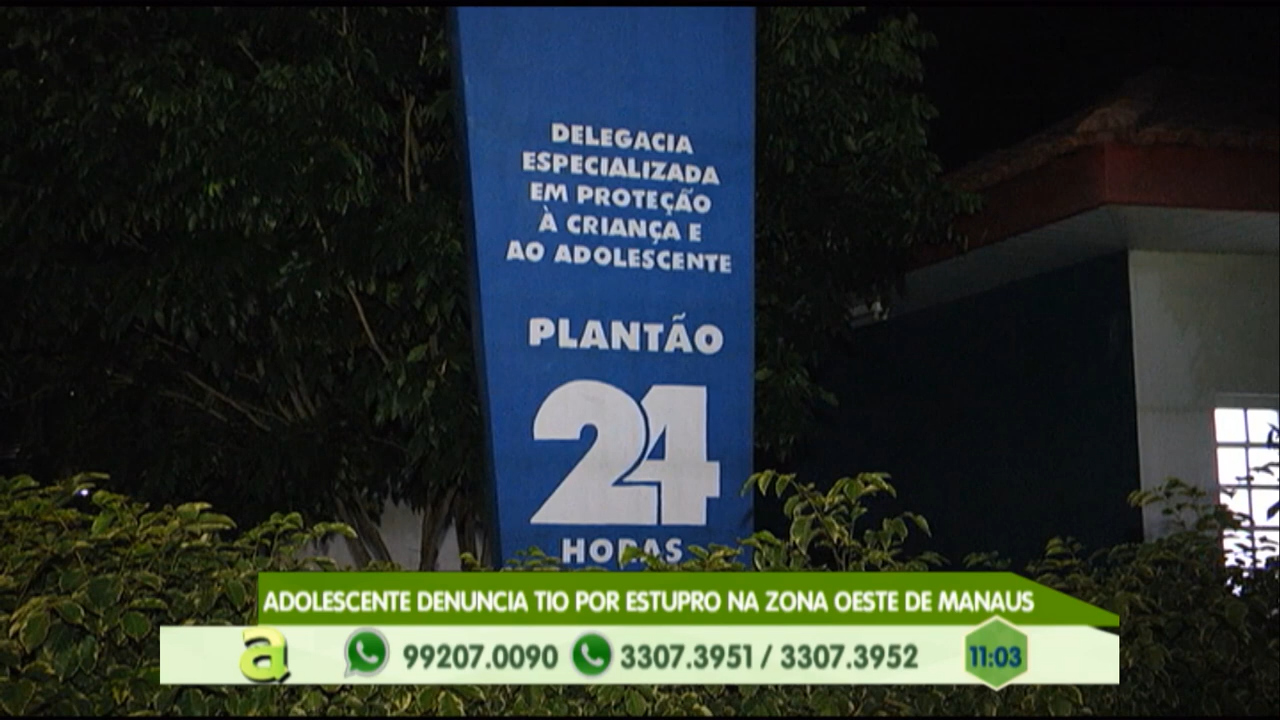 DELEGACIA
ESPECIALIZADA
EM PROTEÇÃO
À CRIANÇA E
AO ADOLESCENTE
PLANTÃO
24
HORAS
ADOLESCENTE DENUNCIA TIO POR ESTUPRO NA ZONA OESTE DE MANAUS
a 99207.0090 3307.3951 / 3307.3952 11:03